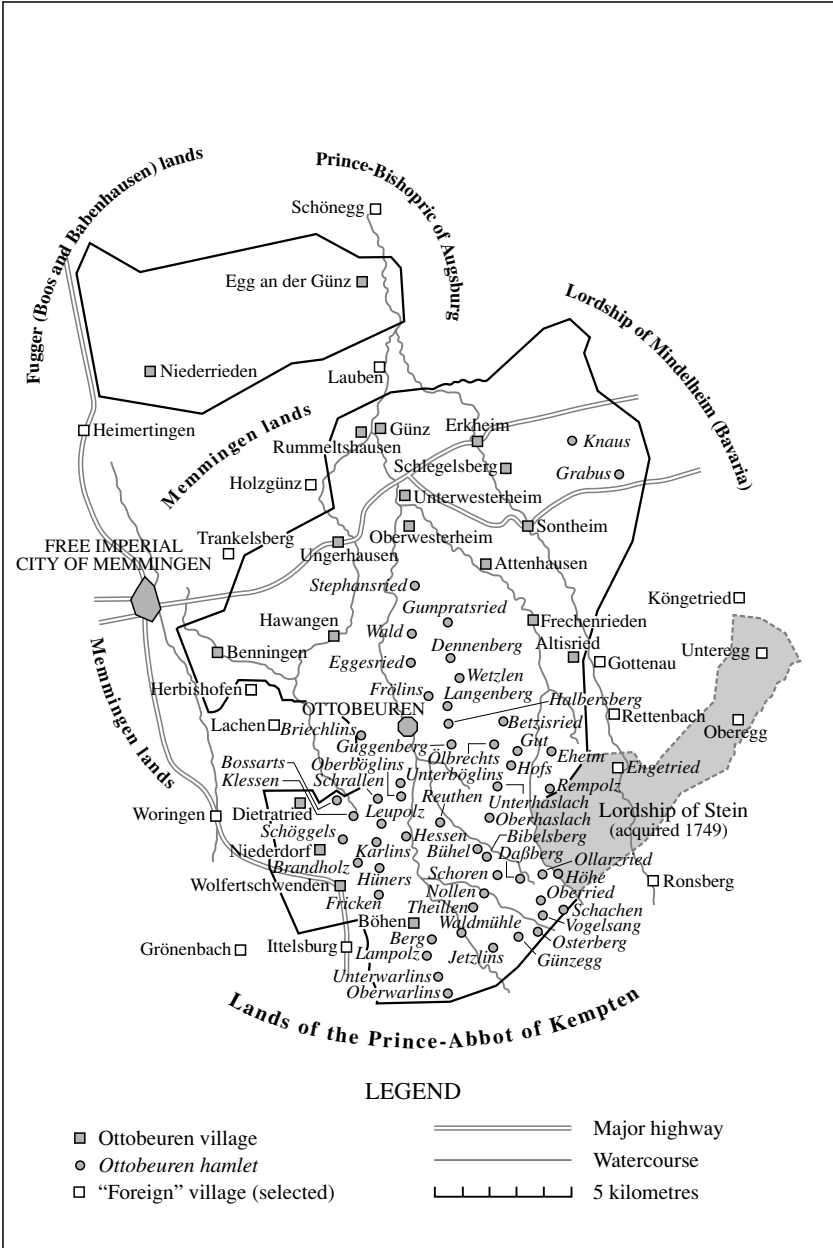 Fugger (Boos and Babenhausen) lands
Prince-Bishopric of Augsburg
Schönegg
Egg an der Günz
Lordship of Mindelheim (Bavaria)
Niederrieden
Lauben
Memmingen lands
Heimertingen
Günz
Erkheim
Knaus
Rummeltshausen
Schlegelsberg
Grabus
Holzgünz
Unterwesterheim
Trankelsberg
Oberwesterheim
Sontheim
FREE IMPERIAL
CITY OF MEMMINGEN
Ungerhausen
Attenhausen
Stephansried
Köngetried
Gumpratsried
Hawangen
Wald
Frechenrieden
Memmingen lands
Benningen
Dennenberg
Altisried
Unteregg
Eggesried
Gottenau
Wetzlen
Herbishofen
Frölins
Langenberg
Halbersberg
OTTOBEUREN
Rettenbach
Lachen
Briechlins
Betzisried
Oberegg
Guggenberg
Ölbrechts
Gut
Eheim
Bossarts
Oberböglins
Unterböglins
Hofs
Engetried
Klessen
Schrallen
Rempolz
Reuthen
Unterhaslach
Lordship of Stein
(acquired 1749)
Woringen
Dietratried
Leupolz
Oberhaslach
Schöggels
Hessen
Bibelsberg
Niederdorf
Karlins
Bühel
Daßberg
Ollarzried
Brandholz
Hüners
Schoren
Höhe
Wolfertschwenden
Nollen
Oberried
Ronsberg
Fricken
Theillen
Schachen
Böhen
Waldmühle
Vogelsang
Grönenbach
Ittelsburg
Berg
Osterberg
Lampolz
Jetzlins
Günzegg
Unterwarlins
Oberwarlins
Lands of the Prince-Abbot of Kempten
LEGEND
Ottobeuren village
Major highway
Ottobeuren hamlet
Watercourse
“Foreign” village (selected)
5 kilometres